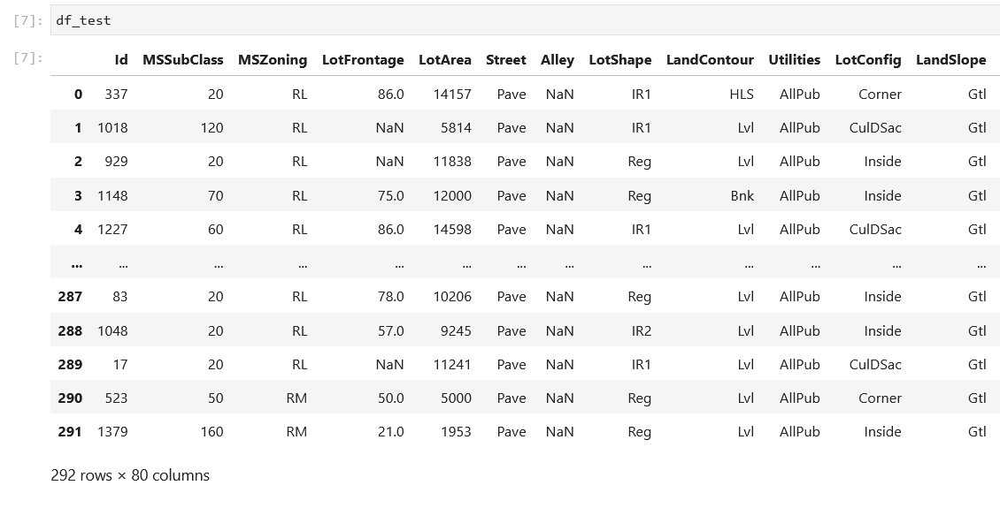 [7]: df_test
[7]:
Id MSSubClass MSZoning LotFrontage LotArea Street Alley LotShape LandContour Utilities LotConfig LandSlope
0 337 20 RL 86.0 14157 Pave NaN IR1 HLS AllPub Corner Gtl
1 1018 120 RL NaN 5814 Pave NaN IR1 Lvl AllPub CulDSac Gtl
2 929 20 RL NaN 11838 Pave NaN Reg Lvl AllPub Inside Gtl
3 1148 70 RL 75.0 12000 Pave NaN Reg Bnk AllPub Inside Gtl
4 1227 60 RL 86.0 14598 Pave NaN IR1 Lvl AllPub CulDSac Gtl
... ... ... ... ... ... ... ... ... ... ... ... ...
287 83 20 RL 78.0 10206 Pave NaN Reg Lvl AllPub Inside Gtl
288 1048 20 RL 57.0 9245 Pave NaN IR2 Lvl AllPub Inside Gtl
289 17 20 RL NaN 11241 Pave NaN IR1 Lvl AllPub CulDSac Gtl
290 523 50 RM 50.0 5000 Pave NaN Reg Lvl AllPub Corner Gtl
291 1379 160 RM 21.0 1953 Pave NaN Reg Lvl AllPub Inside Gtl
292 rows × 80 columns